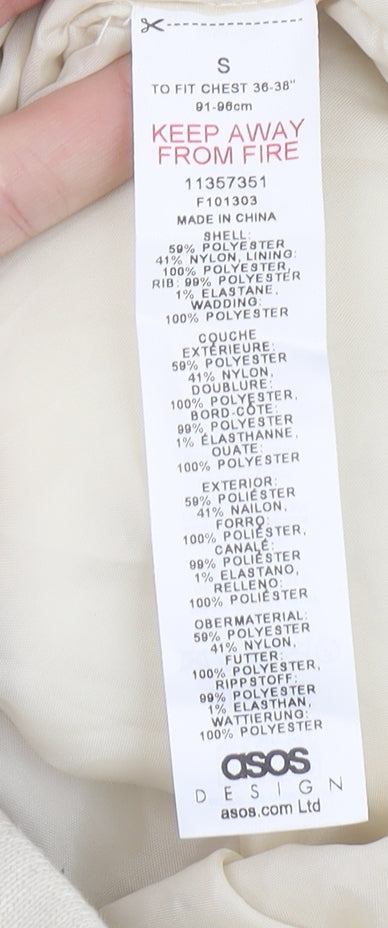 S
TO FIT CHEST 36-38"
91-96cm
KEEP AWAY
FROM FIRE
11357351
F101303
MADE IN CHINA
SHELL:
59% POLYESTER
41% NYLON, LINING:
100% POLYESTER,
RIB: 99% POLYESTER
1% ELASTANE,
WADDING:
100% POLYESTER
COUCHE
EXTÉRIEURE:
59% POLYESTER
41% NYLON,
DOUBLURE:
100% POLYESTER,
BORD-CÔTE:
99% POLYESTER
1% ÉLASTHANNE,
OUATE:
100% POLYESTER
EXTERIOR:
59% POLIÉSTER
41% NAILON,
FORRO:
100% POLIÉSTER,
CANALÉ:
99% POLIÉSTER
1% ELASTANO,
RELLENO:
100% POLIÉSTER
OBERMATERIAL:
59% POLYESTER
41% NYLON,
FUTTER:
100% POLYESTER,
RIPPSTOFF:
99% POLYESTER
1% ELASTHAN,
WATTIERUNG:
100% POLYESTER
asos
DESIGN
asos.com Ltd